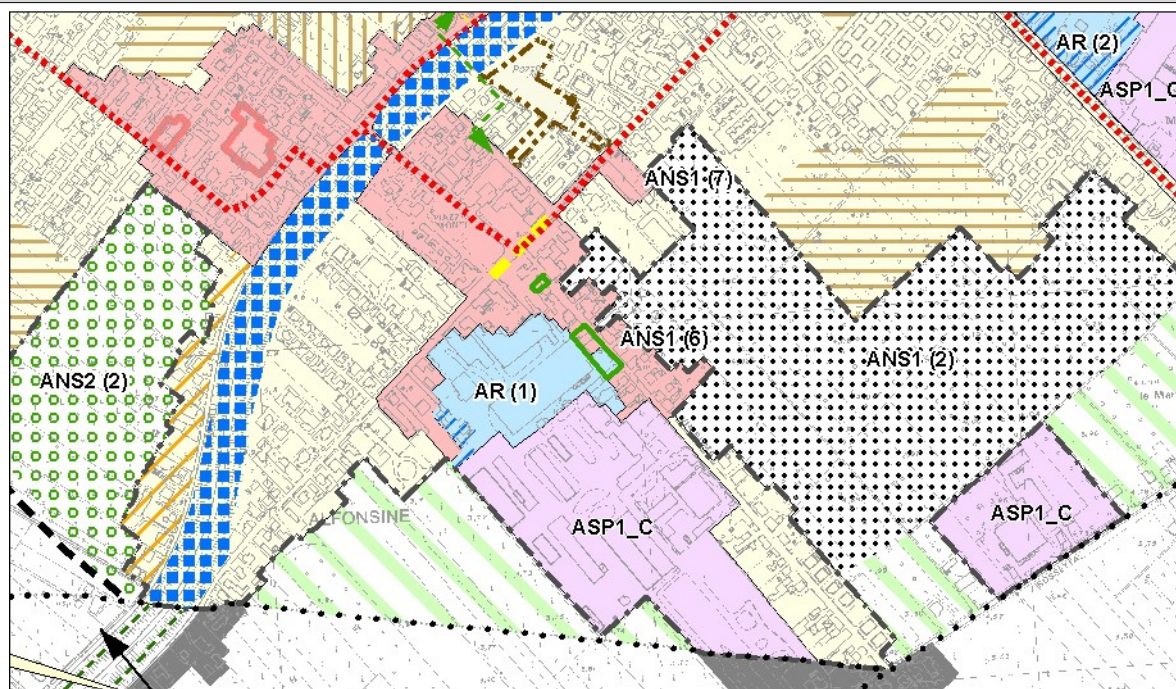 AR (2)
ASP1_C
ANS1 (7)
ANS1 (6)
ANS1 (2)
ANS2 (2)
AR (1)
ASP1_C
ASP1_C
ALFONSINE